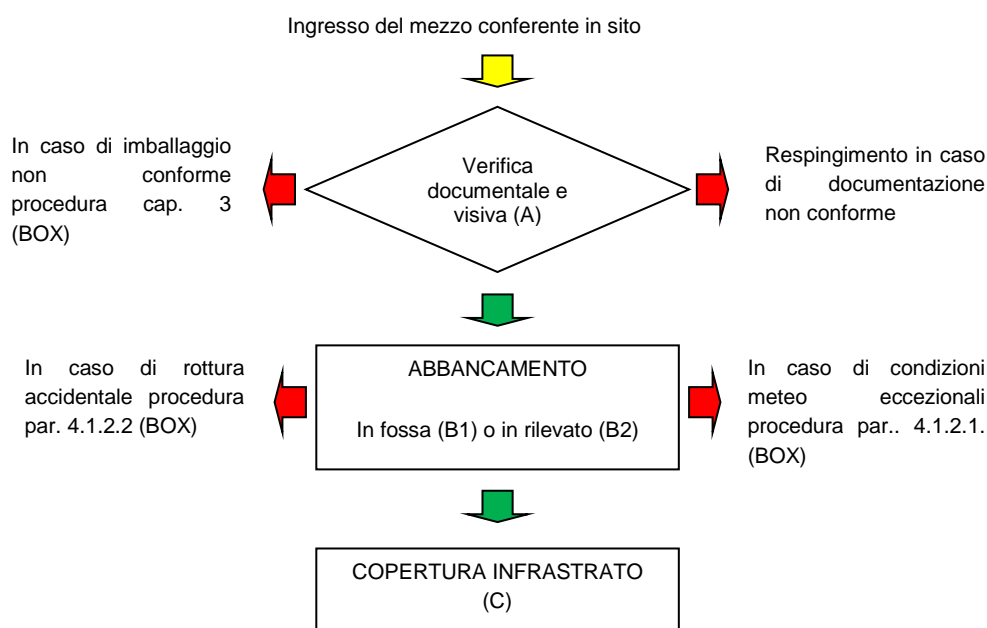 Ingresso del mezzo conferente in sito
In caso di imballaggio
non conforme
procedura cap. 3
(BOX)
Verifica
documentale e
visiva (A)
Respingimento in caso
di documentazione
non conforme
In caso di rottura
accidentale procedura
par. 4.1.2.2 (BOX)
ABBANCAMENTO
In fossa (B1) o in rilevato (B2)
In caso di condizioni
meteo eccezionali
procedura par.. 4.1.2.1.
(BOX)
COPERTURA INFRASTRATO
(C)